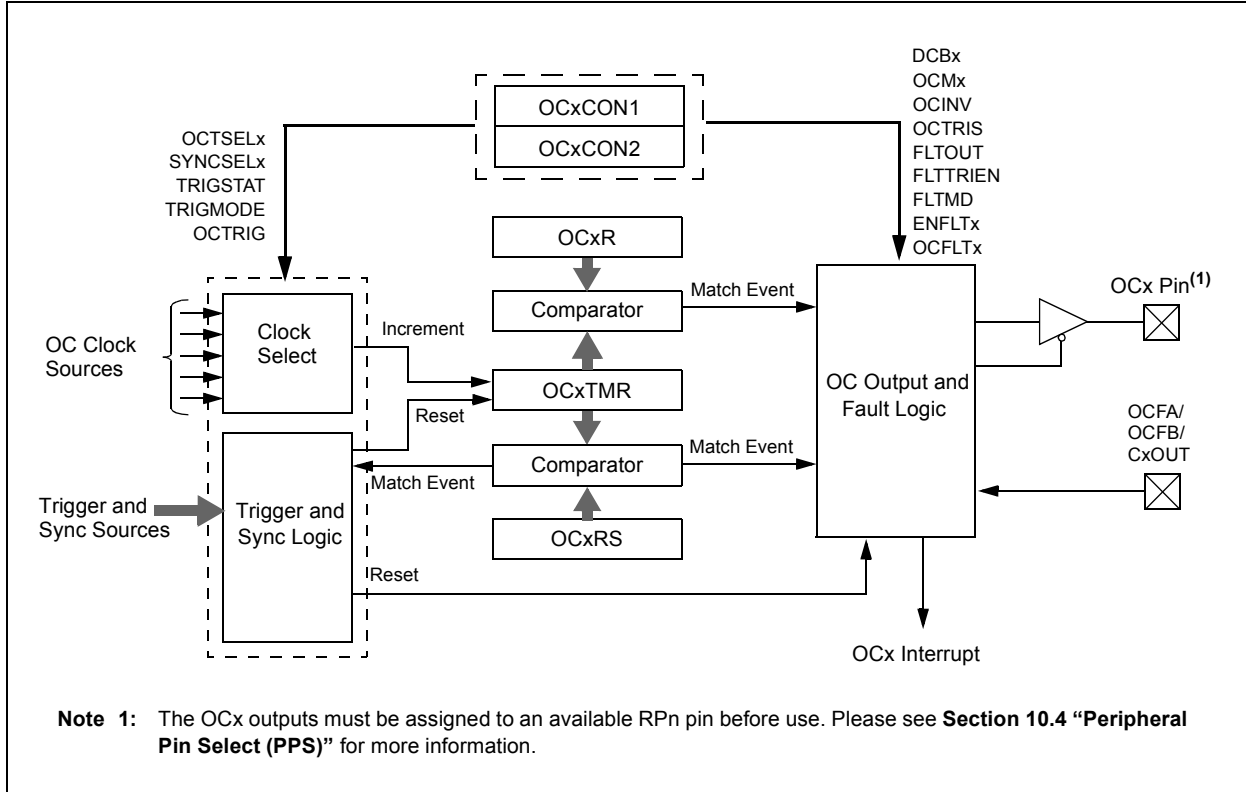 DCBx
OCMx
OCINV
OCTRIS
FLTOUT
FLTTRIEN
FLTMD
ENFLTx
OCFLTx
OCxCON1
OCxCON2
OCTSELx
SYNCSELx
TRIGSTAT
TRIGMODE
OCTRIG
OCxR
Match Event
OCx Pin(1)
Comparator
Clock
Select
Increment
OC Clock
Sources
OCxTMR
Reset
OC Output and
Fault Logic
OCFA/
OCFB/
CxOUT
Match Event
Comparator
Match Event
Trigger and
Sync Sources
Trigger and
Sync Logic
OCxRS
Reset
OCx Interrupt
Note 1: The OCx outputs must be assigned to an available RPn pin before use. Please see Section 10.4 “Peripheral
Pin Select (PPS)” for more information.